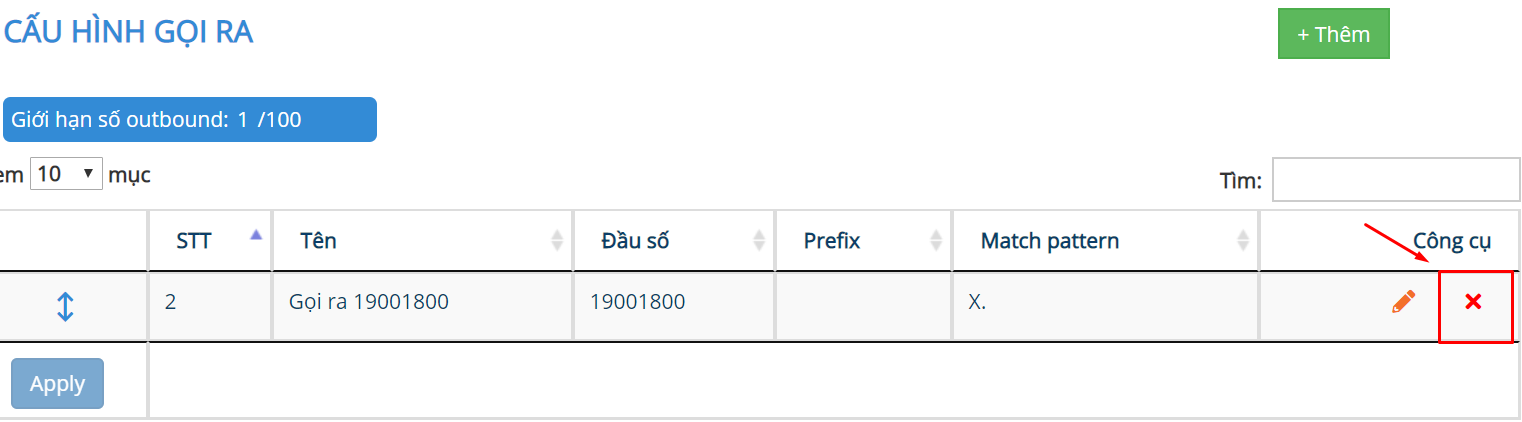 CẤU HÌNH GỌI RA
+ Thêm
Giới hạn số outbound: 1 /100
em 10 mục
Tìm:
STT Tên Đầu số Prefix Match pattern Công cụ
2 Gọi ra 19001800 19001800 X.
Apply